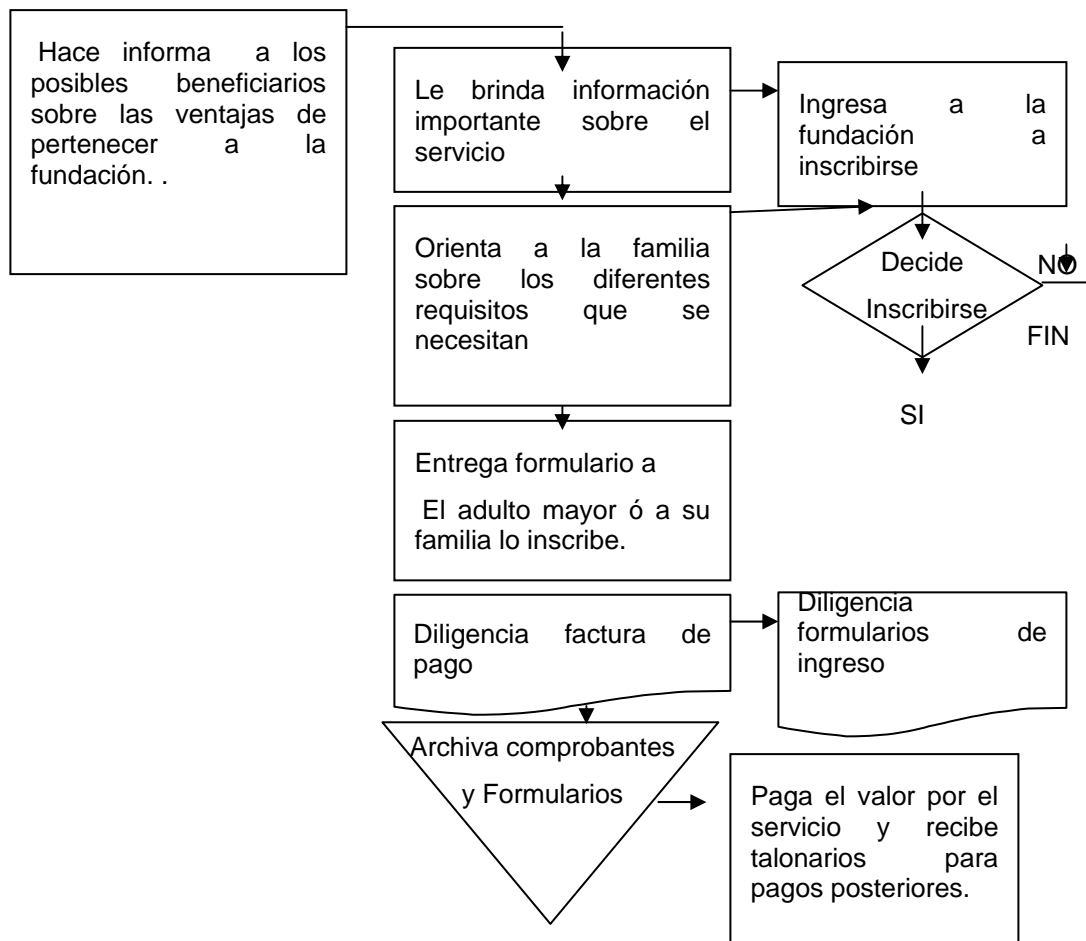 Hace informa a los
posibles beneficiarios
sobre las ventajas de
pertenecer a la
fundación. .
Le brinda información
importante sobre el
servicio
Ingresa a la
fundación a
inscribirse
Orienta a la familia
sobre los diferentes
requisitos que se
necesitan
Decide
Inscribirse
NO
FIN
SI
Entrega formulario a
El adulto mayor ó a su
familia lo inscribe.
Diligencia factura de
pago
Diligencia
formularios de
ingreso
Archiva comprobantes
y Formularios
Paga el valor por el
servicio y recibe
talonarios para
pagos posteriores.